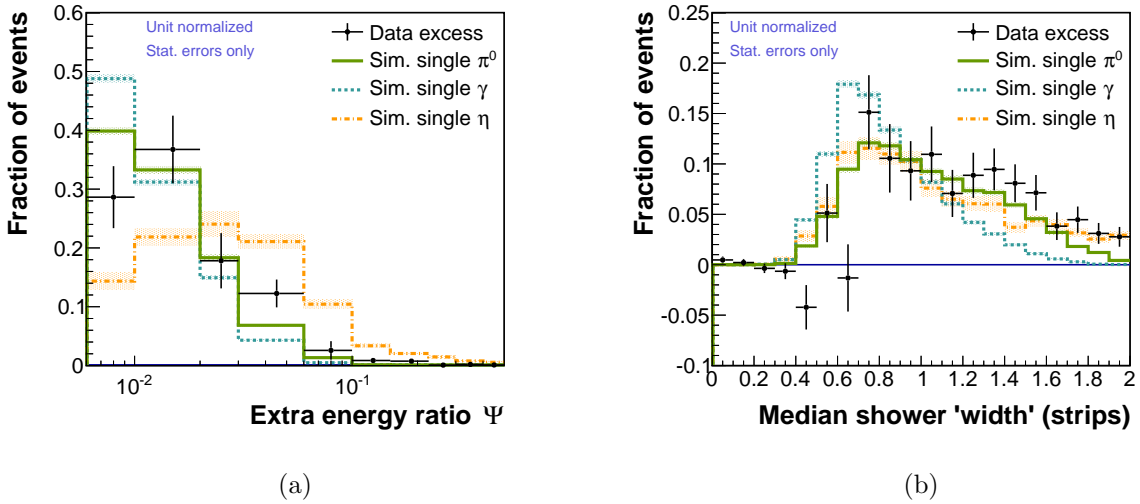 Unit normalized
Stat. errors only
Data excess
Sim. single π⁰
Sim. single γ
Sim. single η
Fraction of events
0.6
0.5
0.4
0.3
0.2
0.1
0
10⁻²
10⁻¹
Extra energy ratio Ψ
(a)
Unit normalized
Stat. errors only
Data excess
Sim. single π⁰
Sim. single γ
Sim. single η
Fraction of events
0.25
0.2
0.15
0.1
0.05
0
-0.05
-0.1
0 0.2 0.4 0.6 0.8 1 1.2 1.4 1.6 1.8 2
Median shower 'width' (strips)
(b)